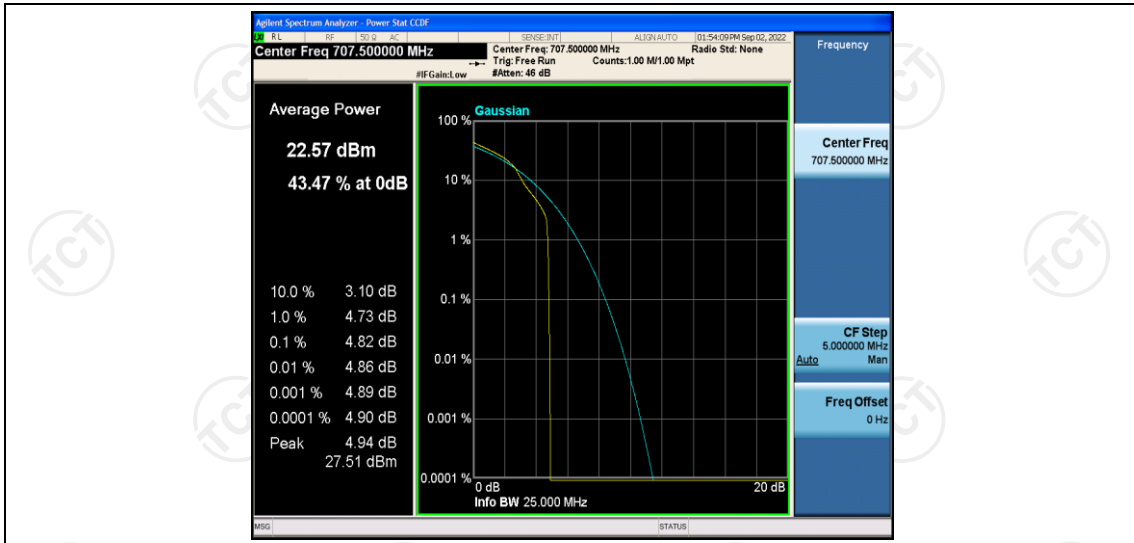 Agilent Spectrum Analyzer - Power Stat CCDF
LXI RL RF 50 Ω AC SENSE:INT ALIGN AUTO 01:54:09 PM Sep 02, 2022
Center Freq 707.500000 MHz
Center Freq: 707.500000 MHz Radio Std: None
Trig: Free Run Counts:1.00 M/1.00 Mpt
#IFGain:Low #Atten: 46 dB
Frequency
Average Power
22.57 dBm
43.47 % at 0dB
10.0 % 3.10 dB
1.0 % 4.73 dB
0.1 % 4.82 dB
0.01 % 4.86 dB
0.001 % 4.89 dB
0.0001 % 4.90 dB
Peak 4.94 dB
27.51 dBm
Gaussian
100 %
10 %
1 %
0.1 %
0.01 %
0.001 %
0.0001 %
0 dB 20 dB
Info BW 25.000 MHz
Center Freq
707.500000 MHz
CF Step
5.000000 MHz
Auto Man
Freq Offset
0 Hz
MSG STATUS
TCT
TCT
TCT
TCT
TCT
TCT